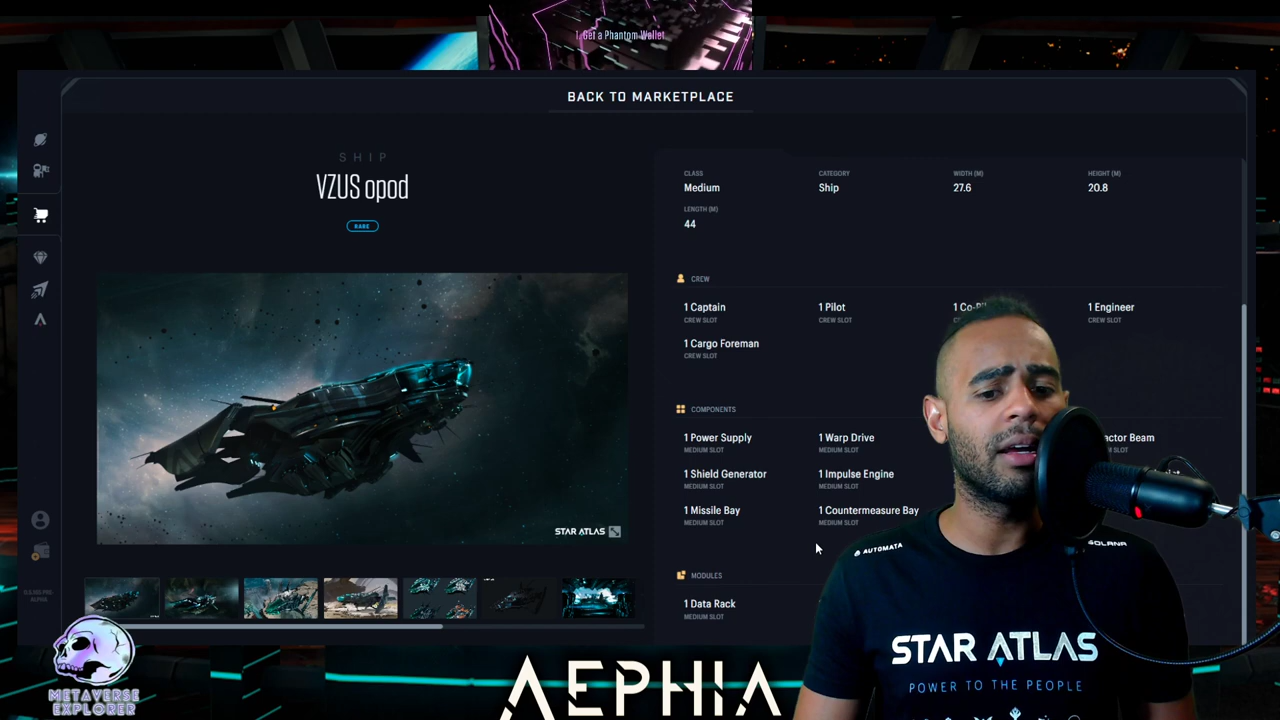 1. Get a Phantom Wallet
BACK TO MARKETPLACE
SHIP
VZUS opod
RARE
STAR ATLAS
CLASS
Medium
CATEGORY
Ship
WIDTH (M)
27.6
HEIGHT (M)
20.8
LENGTH (M)
44
CREW
1 Captain
CREW SLOT
1 Pilot
CREW SLOT
1 Co-
1 Engineer
CREW SLOT
1 Cargo Foreman
CREW SLOT
COMPONENTS
1 Power Supply
MEDIUM SLOT
1 Warp Drive
MEDIUM SLOT
Beam
SLOT
1 Shield Generator
MEDIUM SLOT
1 Impulse Engine
MEDIUM SLOT
1 Missile Bay
MEDIUM SLOT
1 Countermeasure Bay
MEDIUM SLOT
MODULES
1 Data Rack
MEDIUM SLOT
AUTOMATA
SOLANA
STAR ATLAS
POWER TO THE PEOPLE
METAVERSE
EXPLORER
AEPHIA